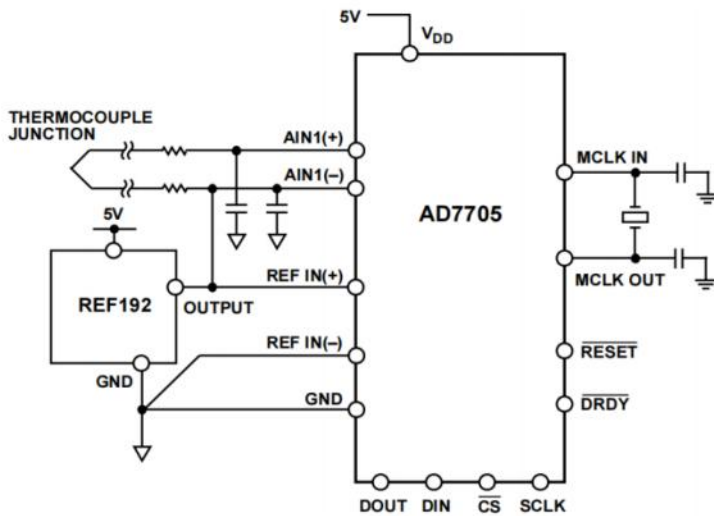 5V
VDD
THERMOCOUPLE
JUNCTION
AIN1(+)
AIN1(–)
5V
REF192
OUTPUT
GND
REF IN(+)
REF IN(–)
GND
AD7705
MCLK IN
MCLK OUT
RESET
DRDY
DOUT DIN CS SCLK